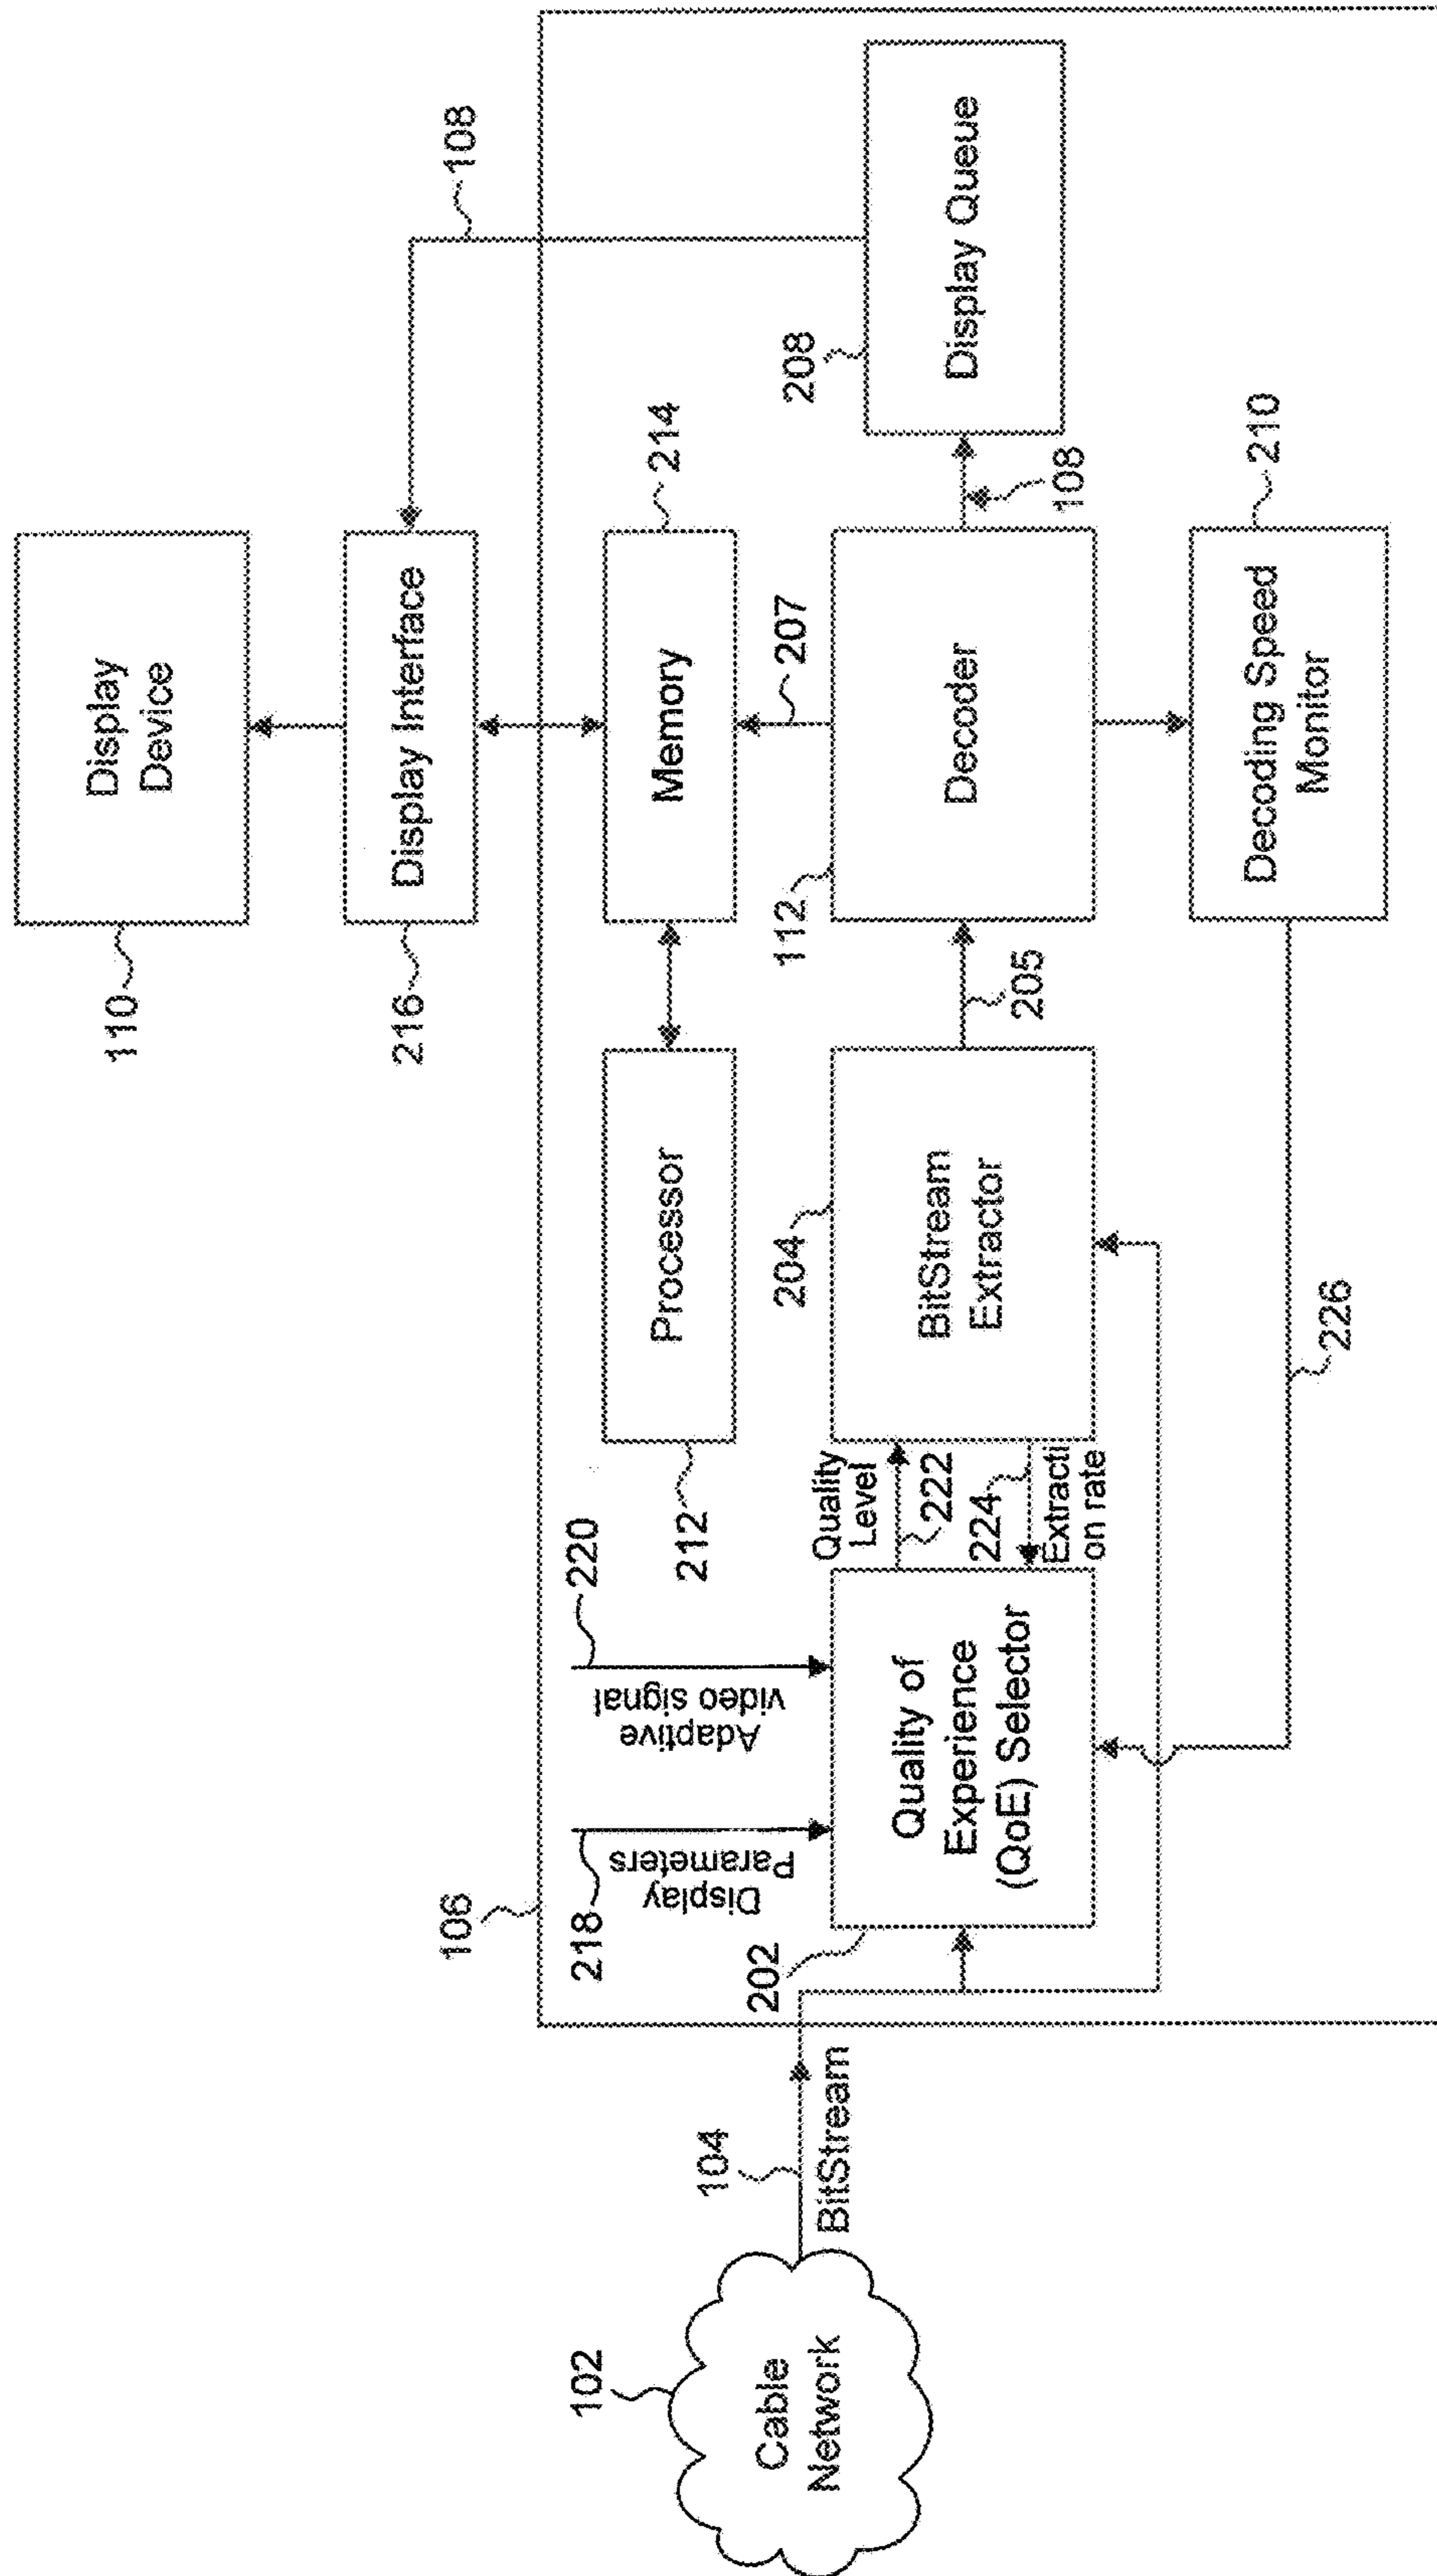 110
Display
Device
216
Display Interface
108
106
220
212
Processor
Memory
214
218
Display
Parameters
Adaptive
video signal
102
Cable
Network
104
BitStream
202
Quality of
Experience
(QoE) Selector
Quality
Level
222
224
Extracti
on rate
204
BitStream
Extractor
205
112
207
Decoder
108
208
Display Queue
226
Decoding Speed
Monitor
210